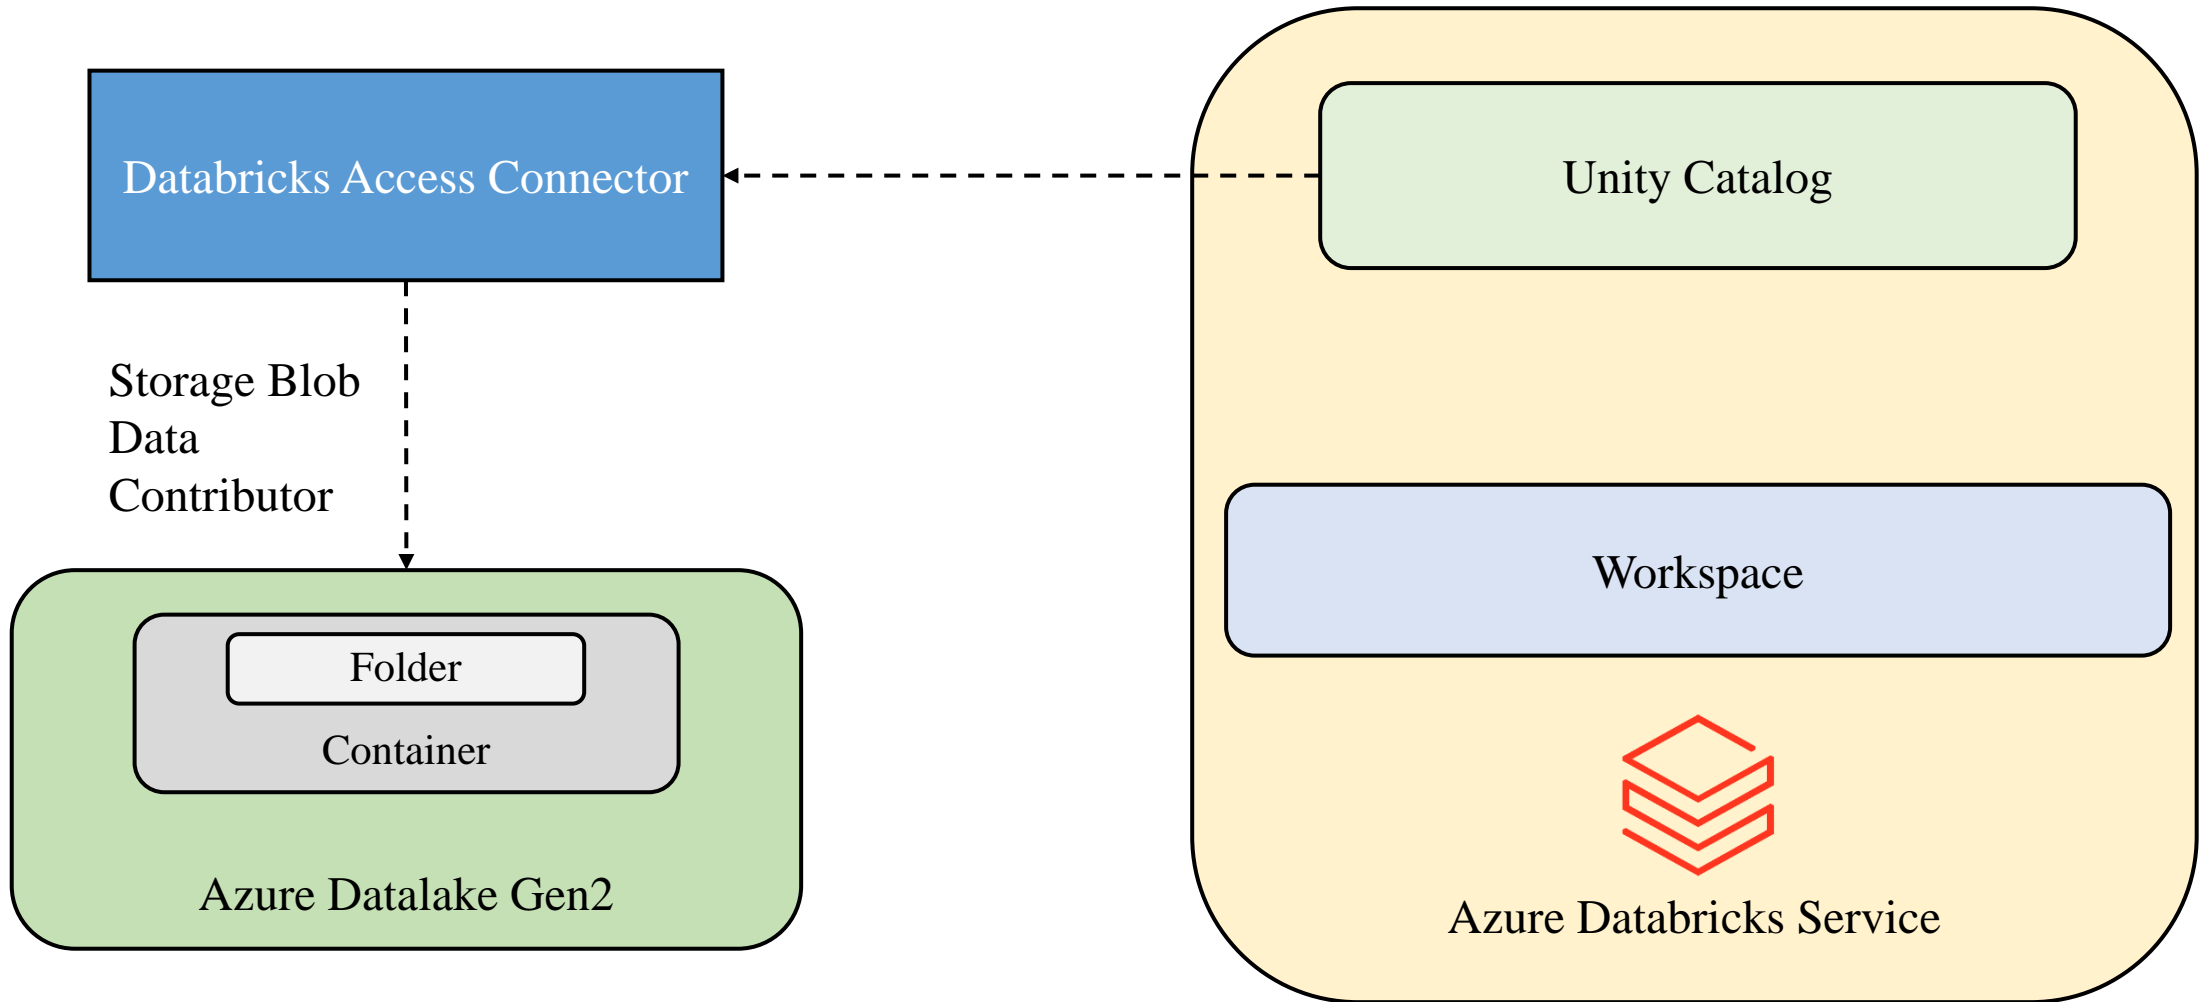 Databricks Access Connector
Unity Catalog
Storage Blob
Data
Contributor
Workspace
Folder
Container
Azure Datalake Gen2
Azure Databricks Service